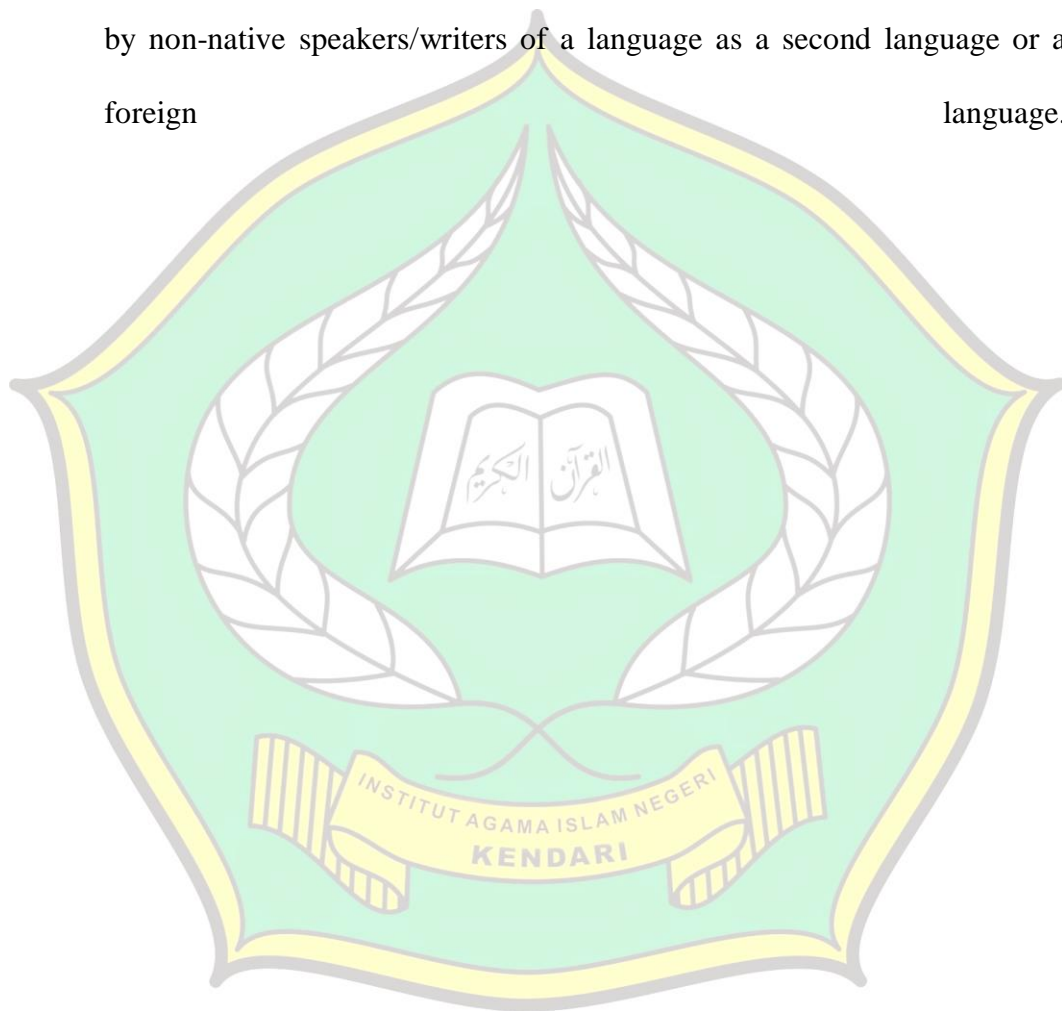 by non-native speakers/writers of a language as a second language or a
foreign language.
القرآن الكريم
INSTITUT AGAMA ISLAM NEGERI
KENDARI